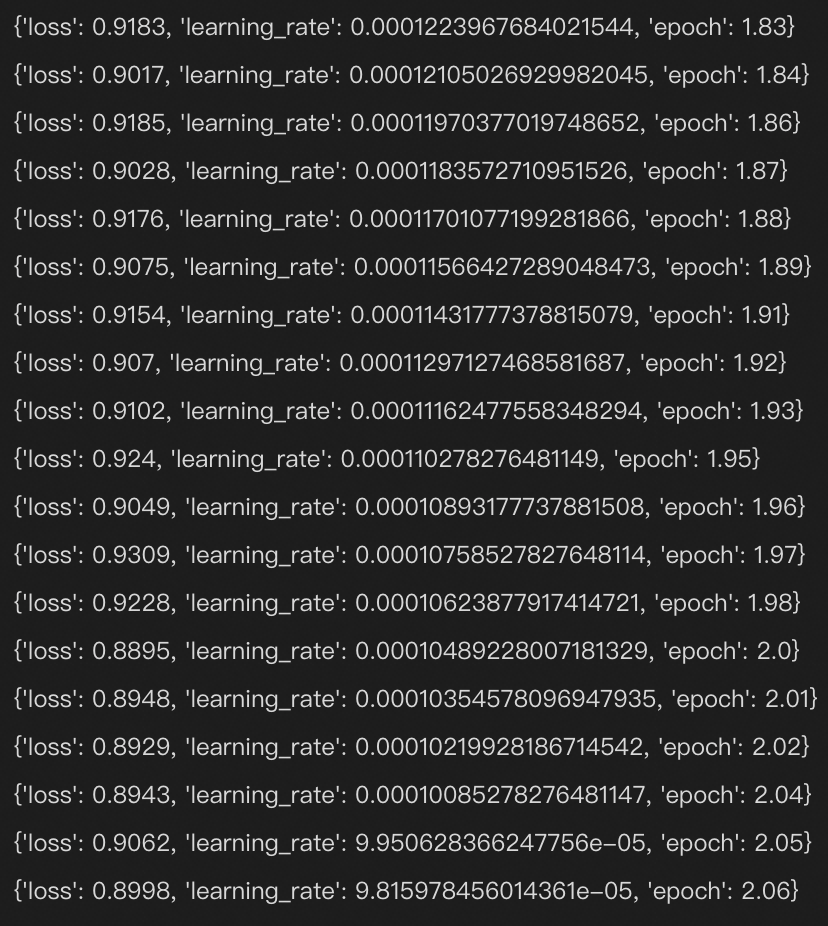 {'loss': 0.9183, 'learning_rate': 0.00012239676840215​44, 'epoch': 1.83}
{'loss': 0.9017, 'learning_rate': 0.00012105026929982045, 'epoch': 1.84}
{'loss': 0.9185, 'learning_rate': 0.00011970377019748652, 'epoch': 1.86}
{'loss': 0.9028, 'learning_rate': 0.0001183572710951526, 'epoch': 1.87}
{'loss': 0.9176, 'learning_rate': 0.00011701077199281866, 'epoch': 1.88}
{'loss': 0.9075, 'learning_rate': 0.00011566427289048473, 'epoch': 1.89}
{'loss': 0.9154, 'learning_rate': 0.00011431777378815079, 'epoch': 1.91}
{'loss': 0.907, 'learning_rate': 0.00011297127468581687, 'epoch': 1.92}
{'loss': 0.9102, 'learning_rate': 0.00011162477558348294, 'epoch': 1.93}
{'loss': 0.924, 'learning_rate': 0.000110278276481149, 'epoch': 1.95}
{'loss': 0.9049, 'learning_rate': 0.00010893177737881508, 'epoch': 1.96}
{'loss': 0.9309, 'learning_rate': 0.00010758527827648114, 'epoch': 1.97}
{'loss': 0.9228, 'learning_rate': 0.00010623877917414721, 'epoch': 1.98}
{'loss': 0.8895, 'learning_rate': 0.00010489228007181329, 'epoch': 2.0}
{'loss': 0.8948, 'learning_rate': 0.00010354578096947935, 'epoch': 2.01}
{'loss': 0.8929, 'learning_rate': 0.00010219928186714542, 'epoch': 2.02}
{'loss': 0.8943, 'learning_rate': 0.00010085278276481147, 'epoch': 2.04}
{'loss': 0.9062, 'learning_rate': 9.950628366247756e-05, 'epoch': 2.05}
{'loss': 0.8998, 'learning_rate': 9.815978456014361e-05, 'epoch': 2.06}